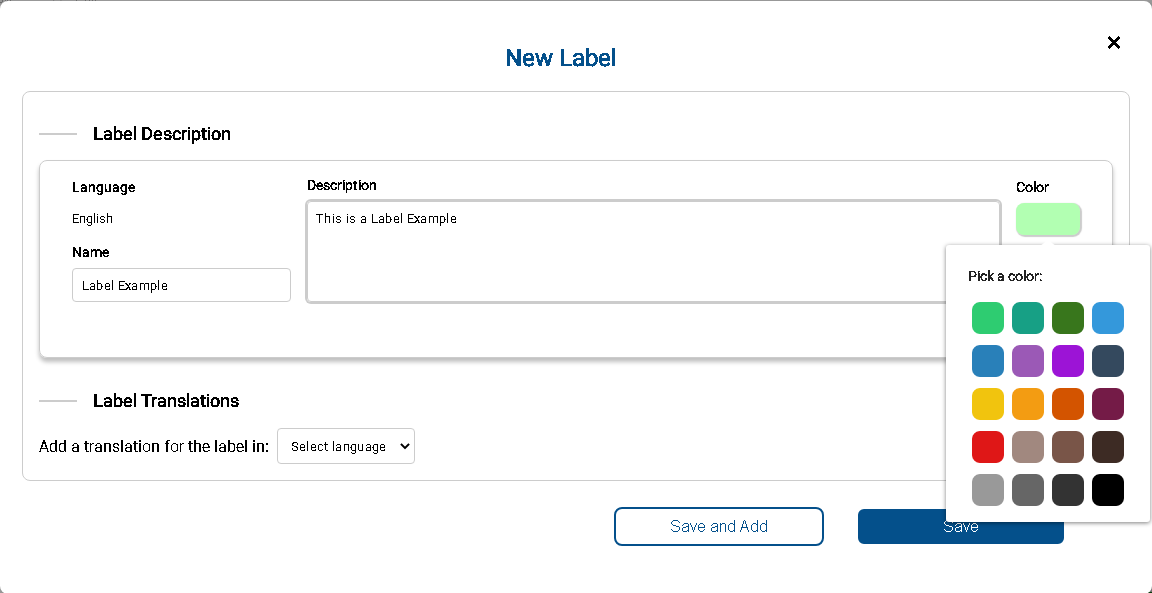 New Label
Label Description
Language
Description
Color
English
This is a Label Example
Name
Label Example
Pick a color:
Label Translations
Add a translation for the label in:
Select language
Save and Add
Save